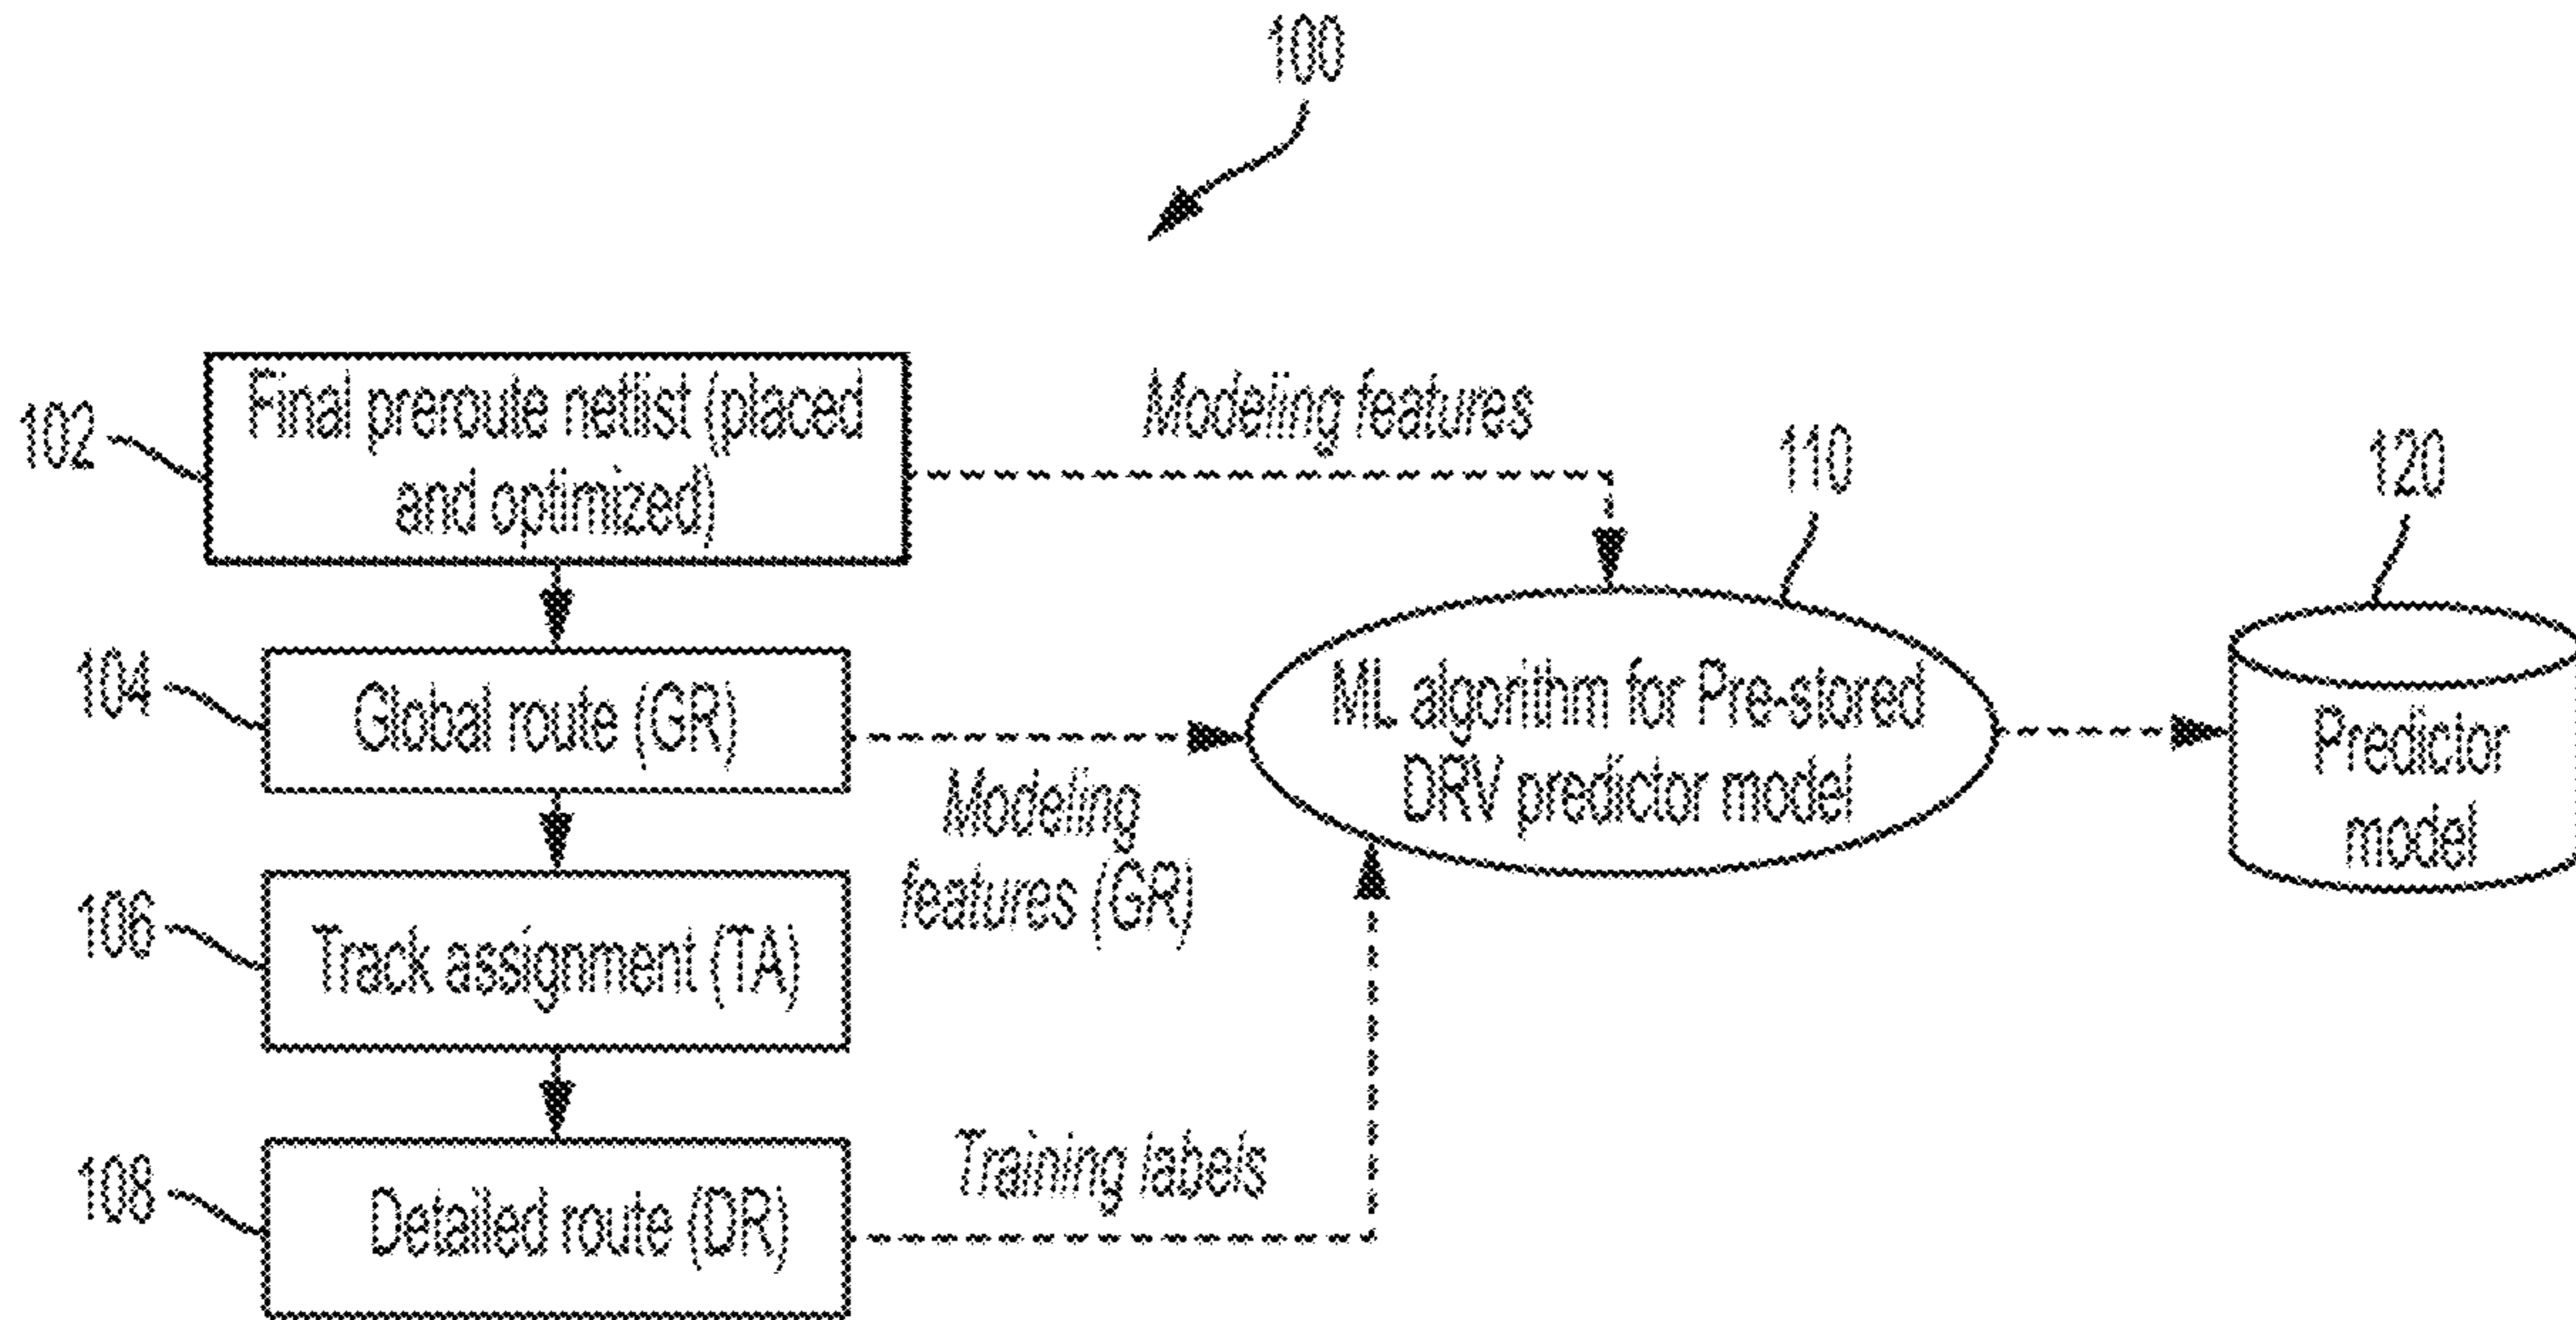 100
102
Final preroute netlist (placed
and optimized)
Modeling features
110
120
104
Global route (GR)
ML algorithm for Pre-stored
DRV predictor model
Predictor
model
Modeling
features (GR)
106
Track assignment (TA)
108
Detailed route (DR)
Training labels